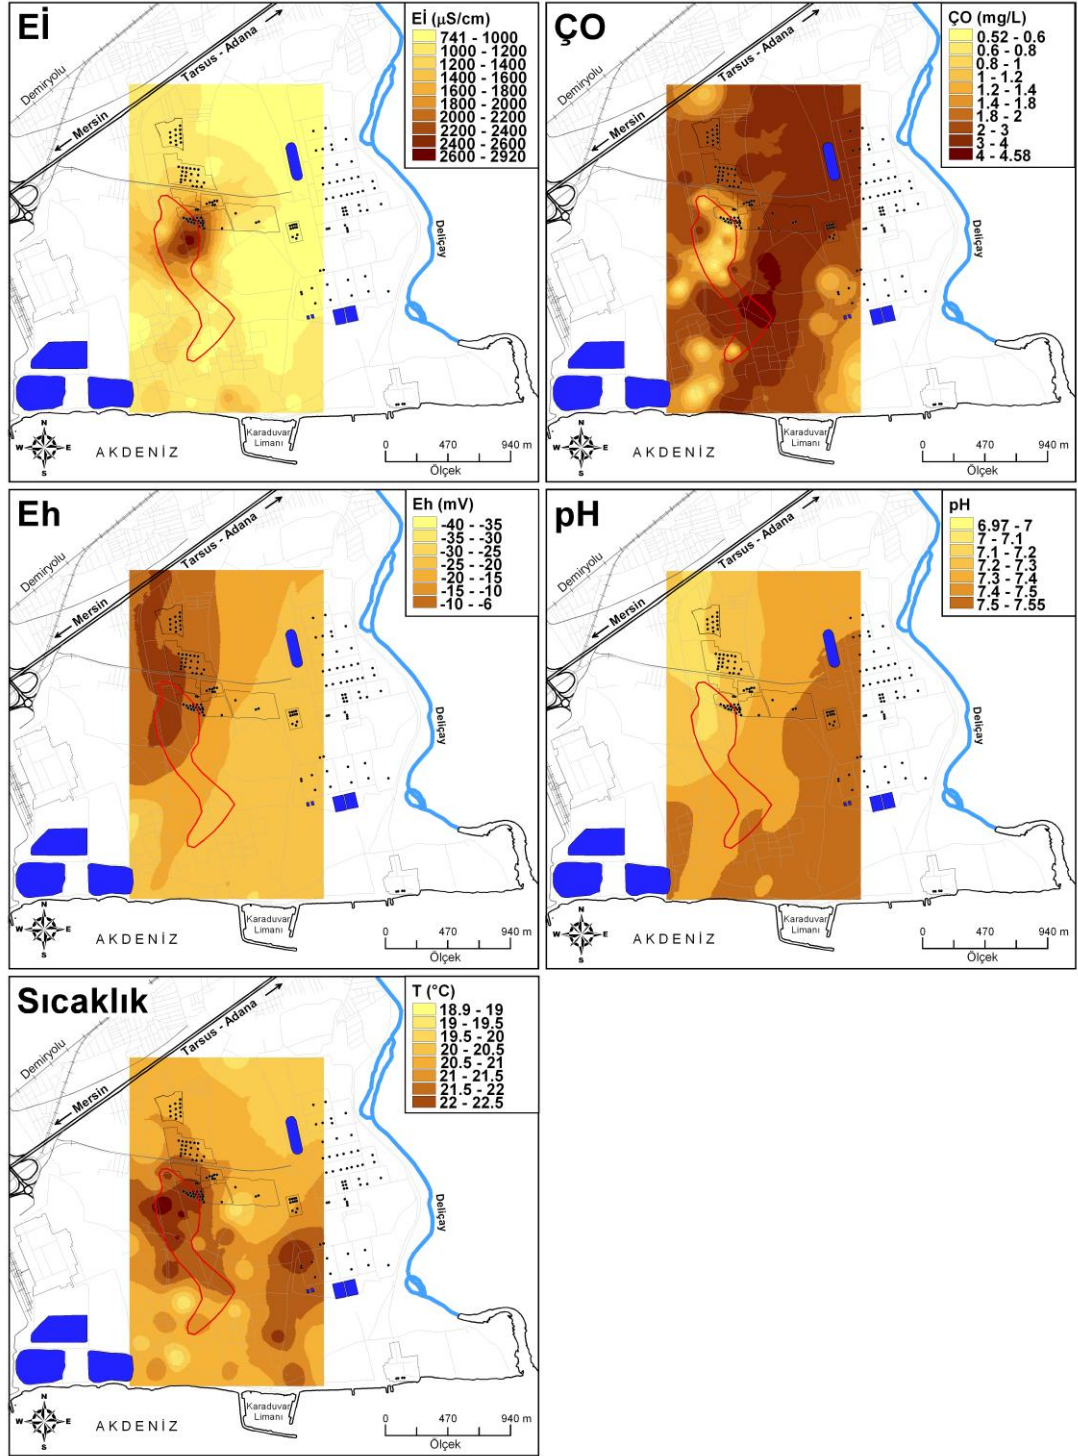 Eİ
Eİ (µS/cm)
741 - 1000
1000 - 1200
1200 - 1400
1400 - 1600
1600 - 1800
1800 - 2000
2000 - 2200
2200 - 2400
2400 - 2600
2600 - 2920
Demiryolu
Mersin
Tarsus - Adana
Deliçay
Karaduvar
Limanı
AKDENİZ
N
W E
S
0 470 940 m
Ölçek
ÇO
ÇO (mg/L)
0.52 - 0.6
0.6 - 0.8
0.8 - 1
1 - 1.2
1.2 - 1.4
1.4 - 1.8
1.8 - 2
2 - 3
3 - 4
4 - 4.58
Demiryolu
Mersin
Tarsus - Adana
Deliçay
Karaduvar
Limanı
AKDENİZ
N
W E
S
0 470 940 m
Ölçek
Eh
Eh (mV)
-40 - -35
-35 - -30
-30 - -25
-25 - -20
-20 - -15
-15 - -10
-10 - -6
Demiryolu
Mersin
Tarsus - Adana
Deliçay
Karaduvar
Limanı
AKDENİZ
N
W E
S
0 470 940 m
Ölçek
pH
pH
6.97 - 7
7 - 7.1
7.1 - 7.2
7.2 - 7.3
7.3 - 7.4
7.4 - 7.5
7.5 - 7.55
Demiryolu
Mersin
Tarsus - Adana
Deliçay
Karaduvar
Limanı
AKDENİZ
N
W E
S
0 470 940 m
Ölçek
Sıcaklık
T (°C)
18.9 - 19
19 - 19.5
19.5 - 20
20 - 20.5
20.5 - 21
21 - 21.5
21.5 - 22
22 - 22.5
Demiryolu
Mersin
Tarsus - Adana
Deliçay
Karaduvar
Limanı
AKDENİZ
N
W E
S
0 470 940 m
Ölçek